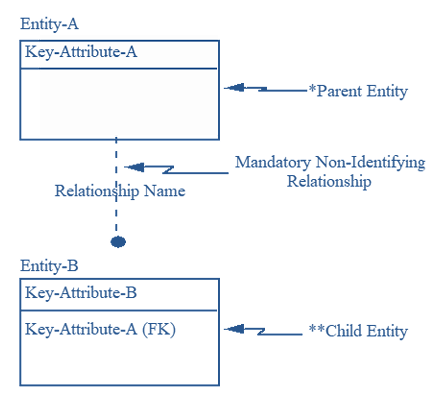 Entity-A
Key-Attribute-A
*Parent Entity
Mandatory Non-Identifying
Relationship
Relationship Name
Entity-B
Key-Attribute-B
Key-Attribute-A (FK)
**Child Entity